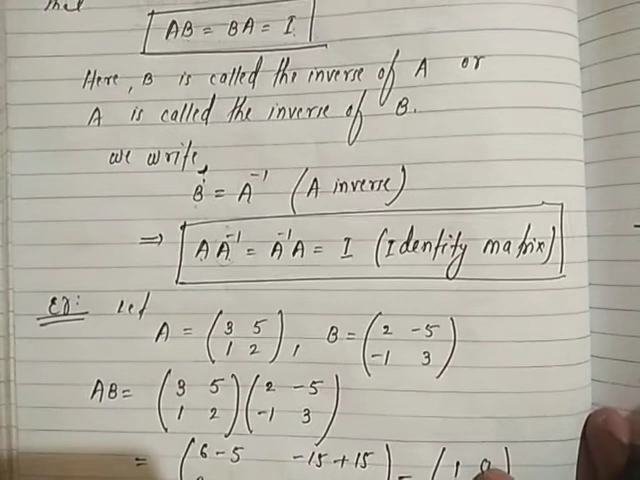 that
AB = BA = I
Here, B is called the inverse of A or
A is called the inverse of B.
we write,
B = A⁻¹ (A inverse)
⇒ A A⁻¹ = A⁻¹ A = I (Identity matrix)
Ex: Let
A = (3 5; 1 2), B = (2 -5; -1 3)
AB = (3 5; 1 2)(2 -5; -1 3)
= (6-5 -15+15) = (1 0)